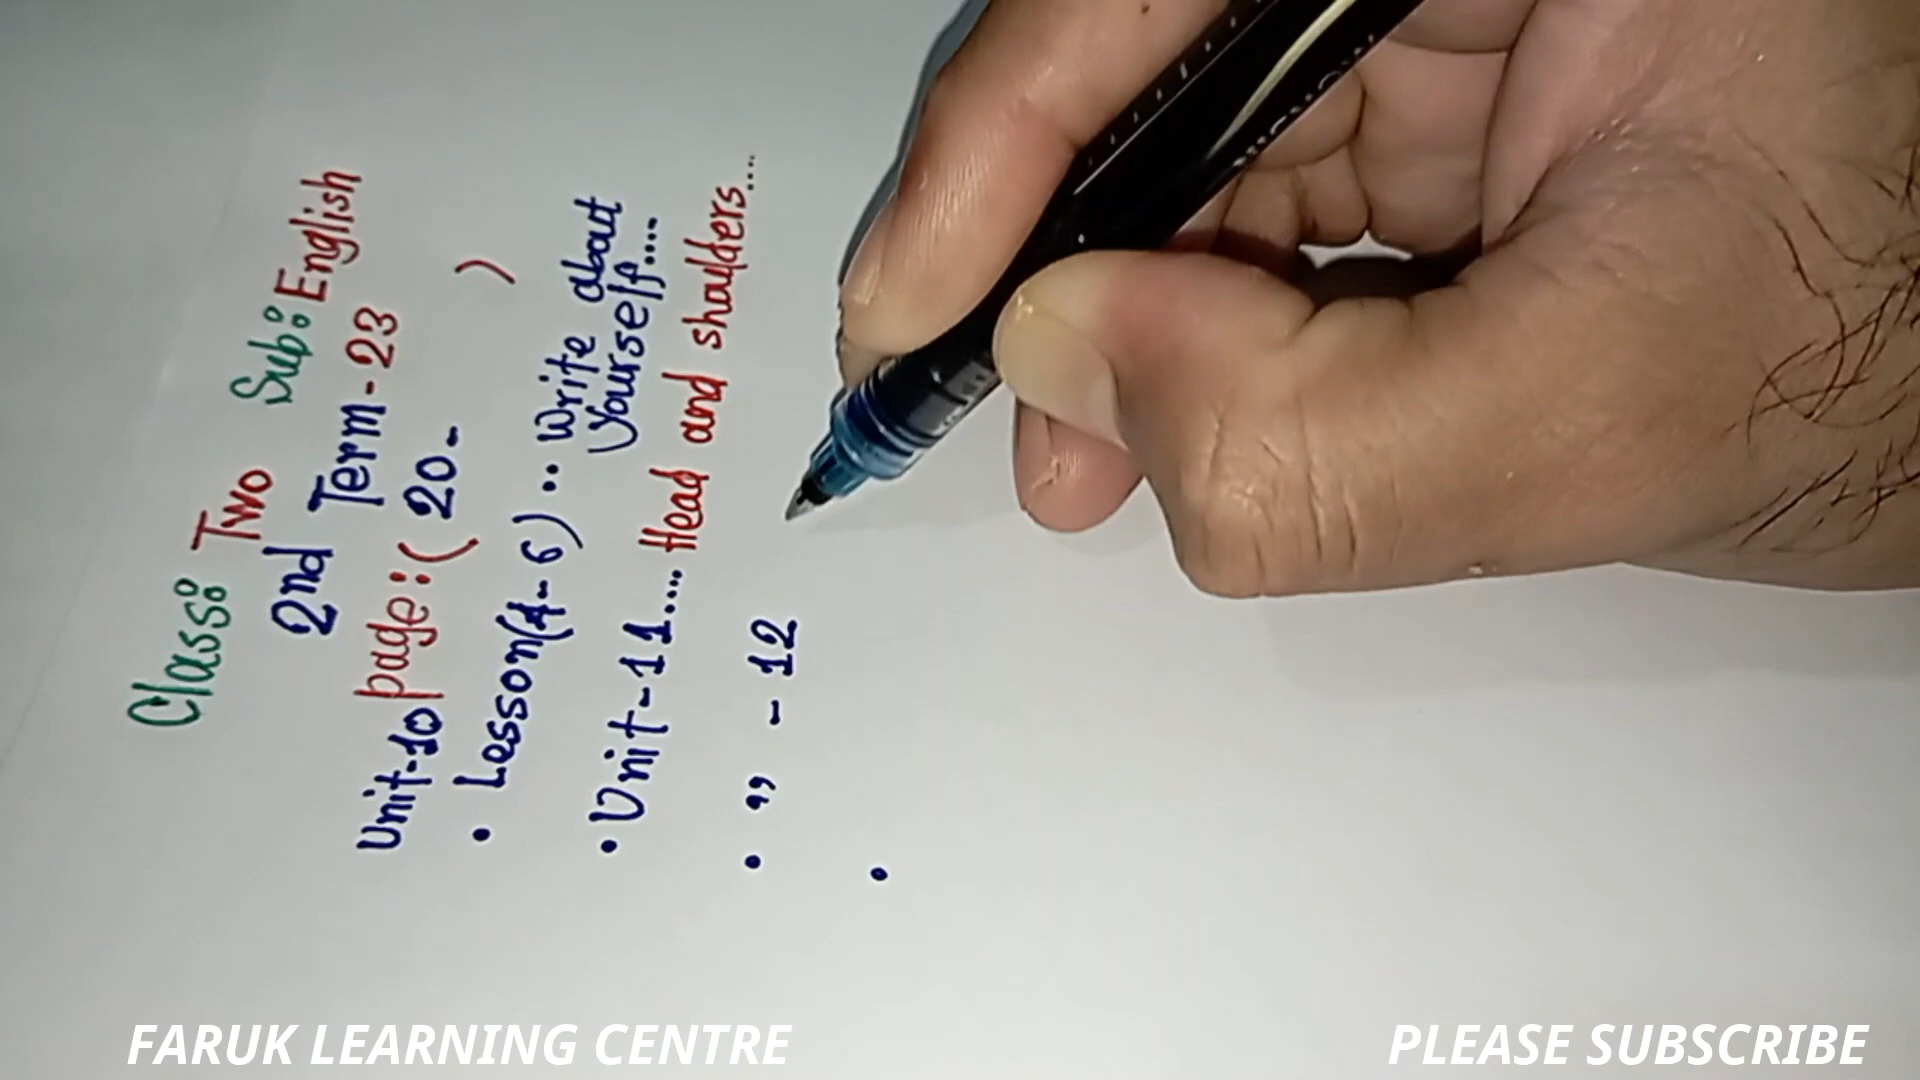 Class: Two Sub: English
2nd Term - 23
Unit-10 page: ( 20- )
• Lesson (4-6) .. Write about
yourself....
• Unit-11.... Head and shoulders....
• ,, - 12
•
FARUK LEARNING CENTRE
PLEASE SUBSCRIBE